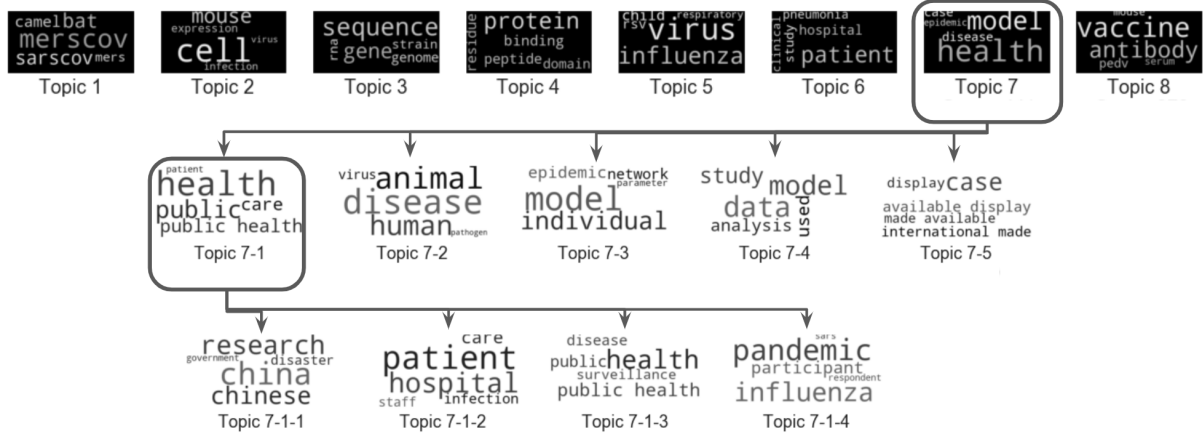 camelbat
merscov
sarscov mers
Topic 1
mouse
expression
virus
cell
infection
Topic 2
sequence
rna
gene
strain
genome
Topic 3
residue
protein
binding
peptide domain
Topic 4
child respiratory
rsv virus
influenza
Topic 5
clinical
study
pneumonia
hospital
patient
Topic 6
case
epidemic model
disease
health
Topic 7
mouse
vaccine
antibody
pedv serum
Topic 8
patient
health
public care
public health
Topic 7-1
virus animal
disease
human pathogen
Topic 7-2
epidemic network
parameter
model
individual
Topic 7-3
study model
data
analysis used
Topic 7-4
display case
available display
made available
international made
Topic 7-5
research
government disaster
china
chinese
Topic 7-1-1
care
patient
hospital
staff infection
Topic 7-1-2
disease
public health
surveillance
public health
Topic 7-1-3
sars
pandemic
participant
respondent
influenza
Topic 7-1-4